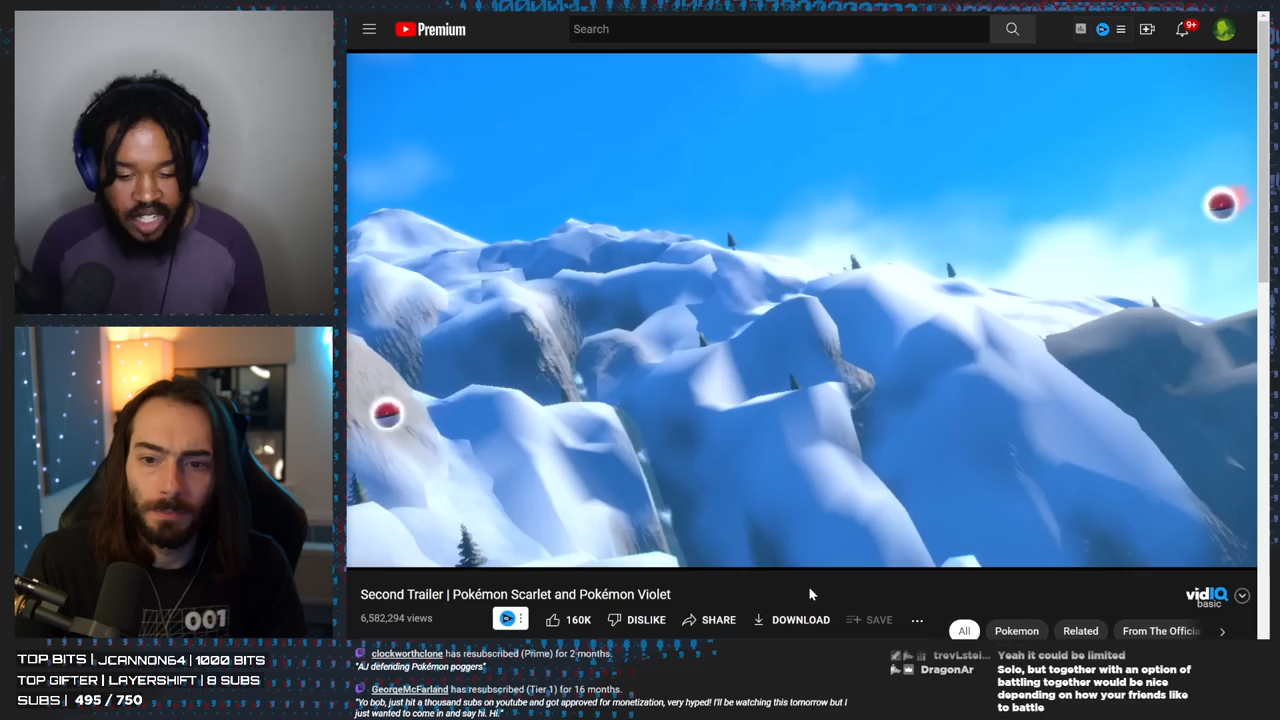 Premium
Search
9+
001
Second Trailer | Pokémon Scarlet and Pokémon Violet
6,582,294 views
160K
DISLIKE
SHARE
DOWNLOAD
SAVE
vidIQ
basic
All
Pokemon
Related
From The Officia
TOP BITS | JCANNON64 | 1000 BITS
TOP GIFTER | LAYERSHIFT | 8 SUBS
SUBS | 495 / 750
clockworthclone has resubscribed (Prime) for 2 months.
"AJ defending Pokémon poggers"
GeorgeMcFarland has resubscribed (Tier 1) for 16 months.
"Yo bob, just hit a thousand subs on youtube and got approved for monetization, very hyped! I'll be watching this tomorrow but I
just wanted to come in and say hi. Hi."
trevLstei... Yeah it could be limited
DragonAr Solo, but together with an option of
battling together would be nice
depending on how your friends like
to battle